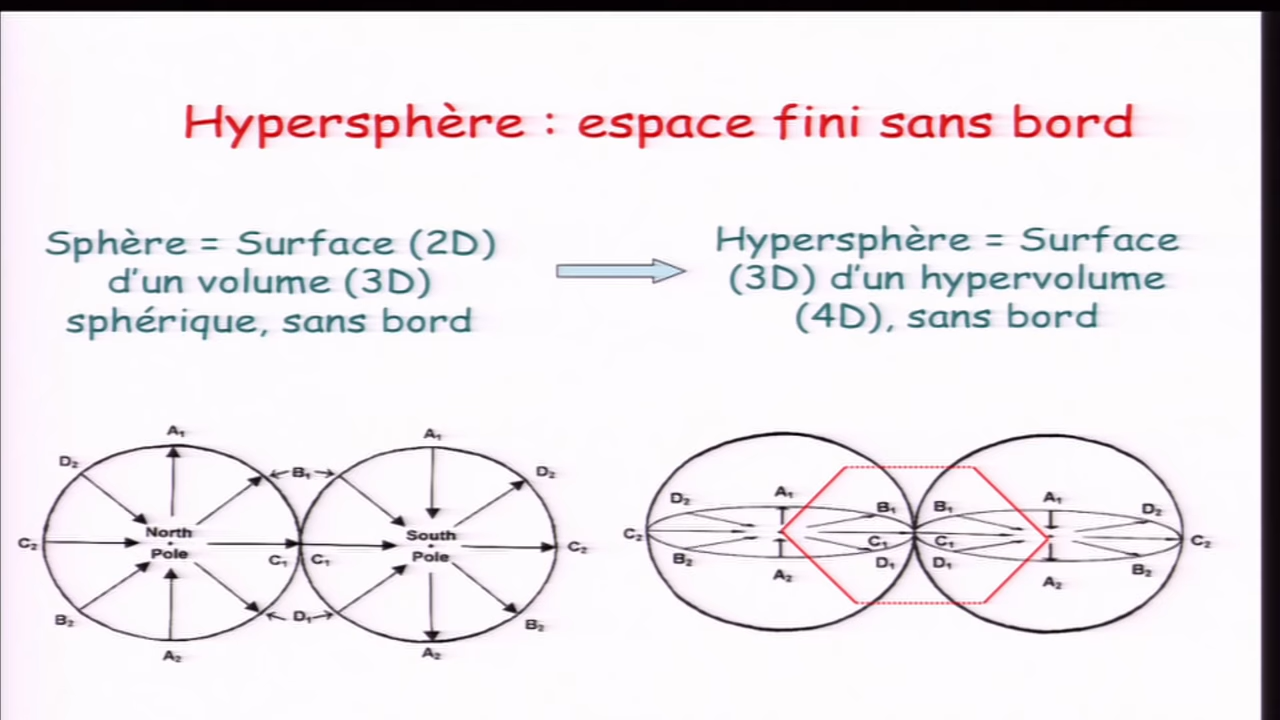 Hypersphère : espace fini sans bord
Sphère = Surface (2D)
d'un volume (3D)
sphérique, sans bord
Hypersphère = Surface
(3D) d'un hypervolume
(4D), sans bord
A₁
D₂
B₁
North
Pole
C₂
C₁
B₂
D₁
A₂
A₁
D₂
South
Pole
C₁
C₂
B₂
A₂
D₂
A₁
B₁
C₂
C₁
B₂
A₂
D₁
B₁
A₁
D₂
C₁
C₂
D₁
A₂
B₂